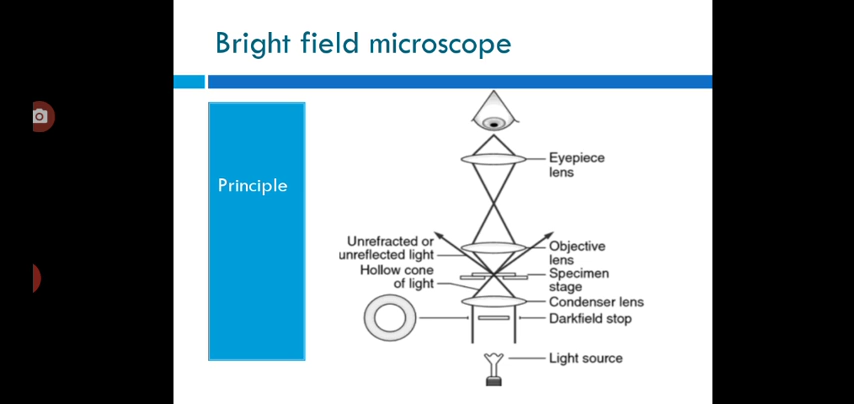 Bright field microscope
Principle
Eyepiece
lens
Unrefracted or
unreflected light
Hollow cone
of light
Objective
lens
Specimen
stage
Condenser lens
Darkfield stop
Light source